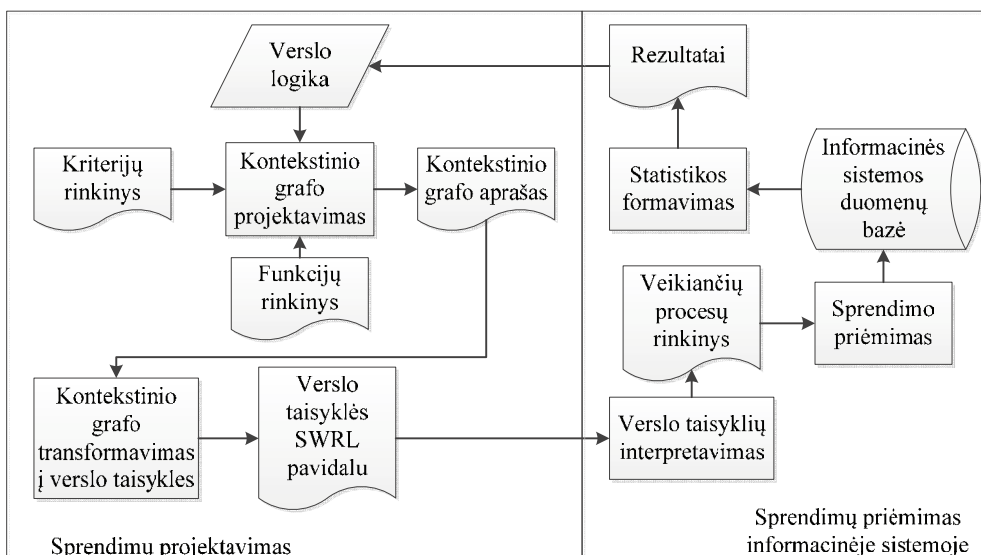 Verslo
logika
Rezultatai
Kriterijų
rinkinys
Kontekstinio
grafo
projektavimas
Kontekstinio
grafo aprašas
Statistikos
formavimas
Informacinės
sistemos
duomenų
bazė
Funkcijų
rinkinys
Veikiančių
procesų
rinkinys
Sprendimo
priėmimas
Kontekstinio
grafo
transformavimas
į verslo taisykles
Verslo
taisyklės
SWRL
pavidalu
Verslo taisyklių
interpretavimas
Sprendimų projektavimas
Sprendimų priėmimas
informacinėje sistemoje